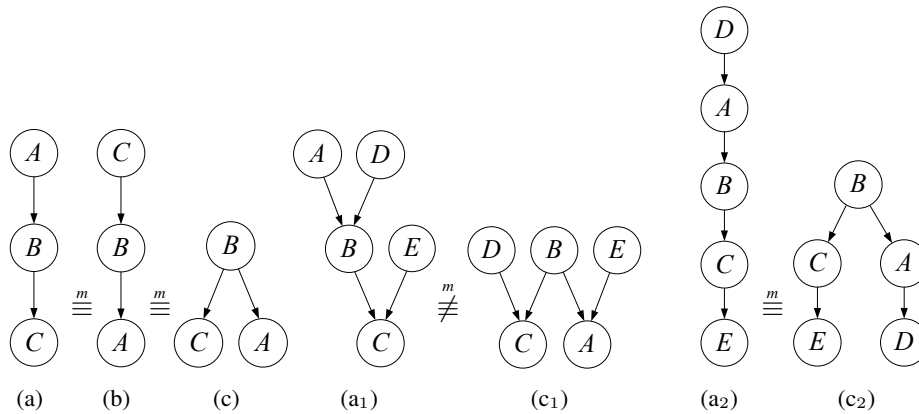 D
A
A C A D B B
B B B B E D B E C C A
m m m m
≡ ≡ ≢ ≡
C A C A C C A E E D
(a) (b) (c) (a₁) (c₁) (a₂) (c₂)